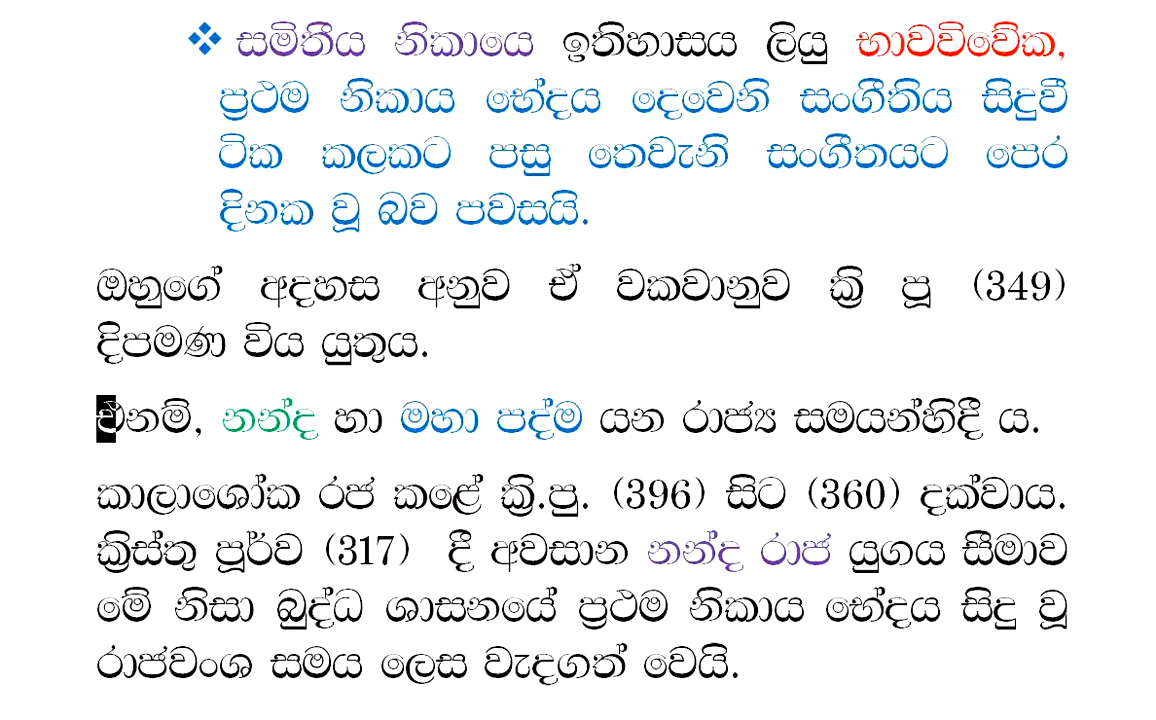 ❖ සමිතීය නිකායෙ ඉතිහාසය ලියු භාවවිවේක,
ප්‍රථම නිකාය භේදය දෙවෙනි සංගීතිය සිදුවී
ටික කලකට පසු තෙවැනි සංගීතයට පෙර
දිනක වූ බව පවසයි.
ඔහුගේ අදහස අනුව ඒ වකවානුව ක්‍රි පූ (349)
දිපමණ විය යුතුය.
එනම්, නන්ද හා මහා පද්ම යන රාජ්‍ය සමයන්හිදී ය.
කාලාශෝක රජ කළේ ක්‍රි.පු. (396) සිට (360) දක්වාය.
ක්‍රිස්තු පූර්ව (317) දී අවසාන නන්ද රාජ යුගය සීමාව
මේ නිසා බුද්ධ ශාසනයේ ප්‍රථම නිකාය භේදය සිදු වූ
රාජවංශ සමය ලෙස වැදගත් වෙයි.